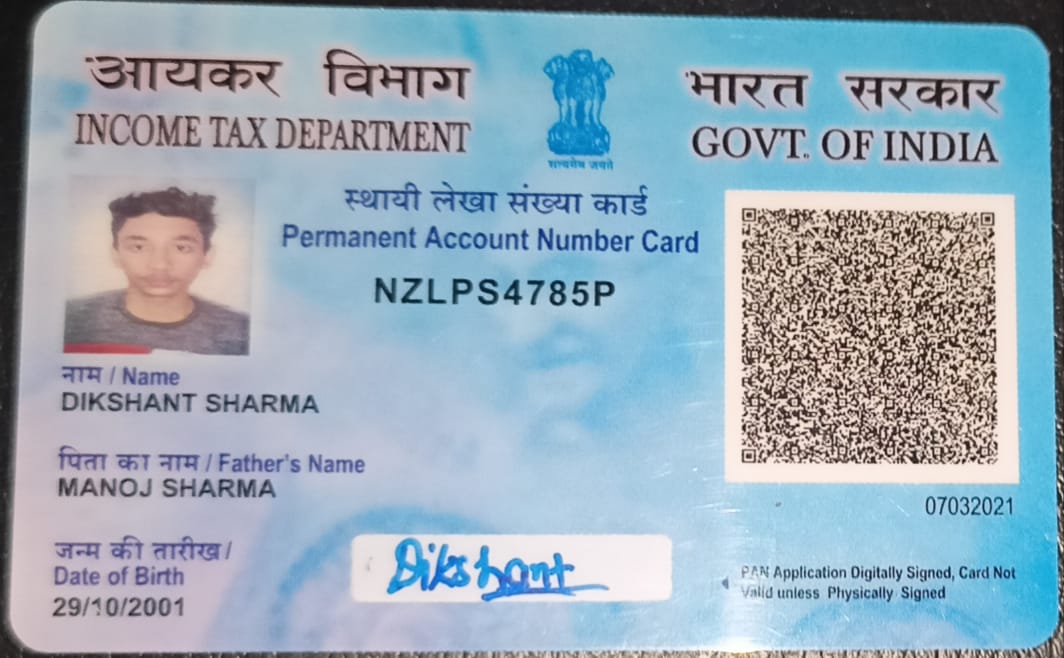 आयकर विभाग
INCOME TAX DEPARTMENT
सत्यमेव जयते
भारत सरकार
GOVT. OF INDIA
स्थायी लेखा संख्या कार्ड
Permanent Account Number Card
NZLPS4785P
नाम / Name
DIKSHANT SHARMA
पिता का नाम / Father's Name
MANOJ SHARMA
07032021
जन्म की तारीख/
Date of Birth
29/10/2001
Dikshant
PAN Application Digitally Signed, Card Not
Valid unless Physically Signed